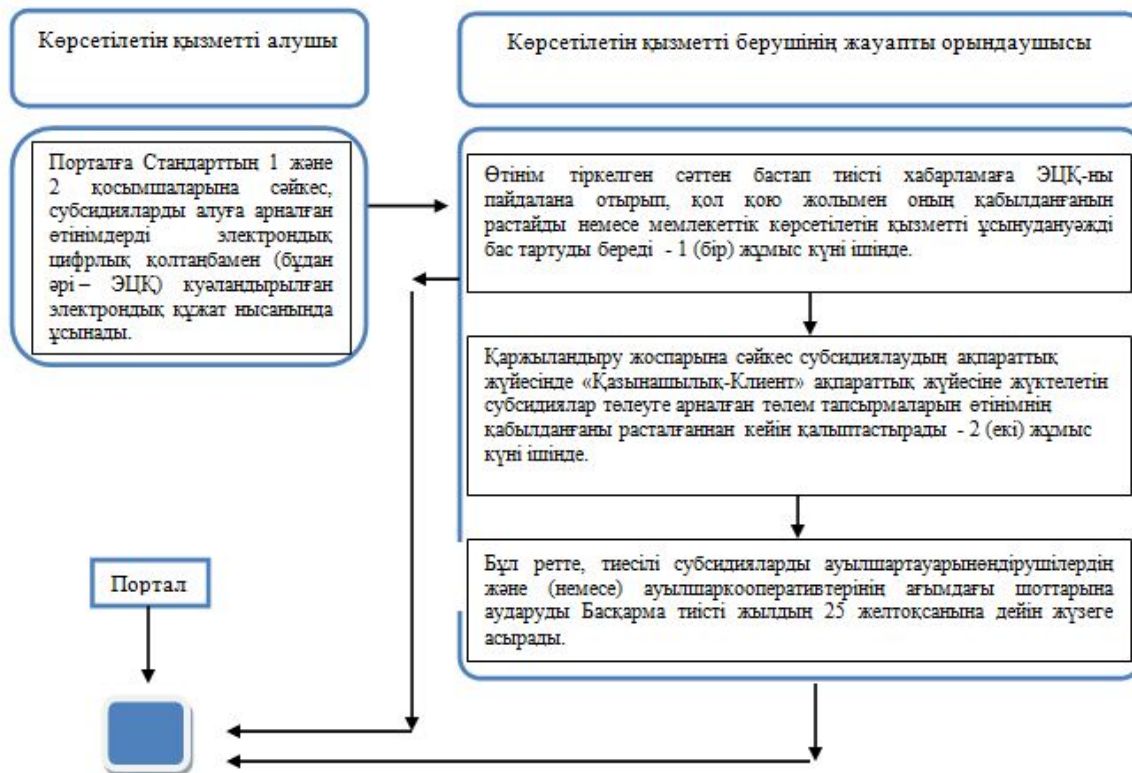 Көрсетілетін қызметті алушы
Көрсетілетін қызметті берушінің жауапты орындаушысы
Порталға Стандарттың 1 және
2 қосымшаларына сәйкес,
субсидияларды алуға арналған
өтінімдерді электрондық
цифрлық қолтаңбамен (бұдан
әрі – ЭЦҚ) куәландырылған
электрондық құжат нысанында
ұсынады.
Өтінім тіркелген сәттен бастап тиісті хабарламаға ЭЦҚ-ны
пайдалана отырып, қол қою жолымен оның қабылданғанын
растайды немесе мемлекеттік көрсетілетін қызметті ұсынудануәжді
бас тартуды береді - 1 (бір) жұмыс күні ішінде.
Қаржыландыру жоспарына сәйкес субсидиялаудың ақпараттық
жүйесінде «Қазынашылық-Клиент» ақпараттық жүйесіне жүктелетін
субсидиялар төлеуге арналған төлем тапсырмаларын өтінімнің
қабылданғаны расталғаннан кейін қалыптастырады - 2 (екі) жұмыс
күні ішінде.
Бұл ретте, тиесілі субсидияларды ауылшартауарынөндірушілердің
және (немесе) ауылшаркооперативтерінің ағымдағы шоттарына
аударуды Басқарма тиісті жылдың 25 желтоқсанына дейін жүзеге
асырады.
Портал